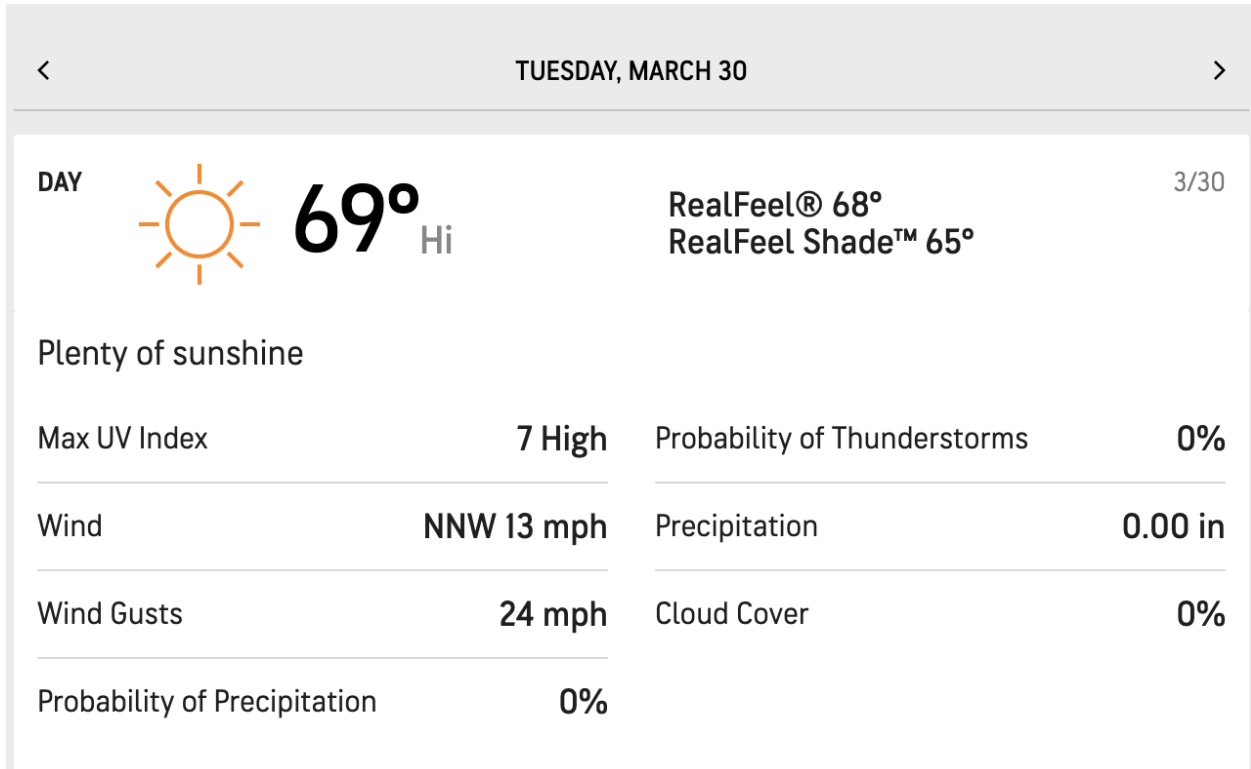 TUESDAY, MARCH 30
DAY
69°
Hi
RealFeel® 68°
RealFeel Shade™ 65°
3/30
Plenty of sunshine
Max UV Index 7 High
Wind NNW 13 mph
Wind Gusts 24 mph
Probability of Precipitation 0%
Probability of Thunderstorms 0%
Precipitation 0.00 in
Cloud Cover 0%